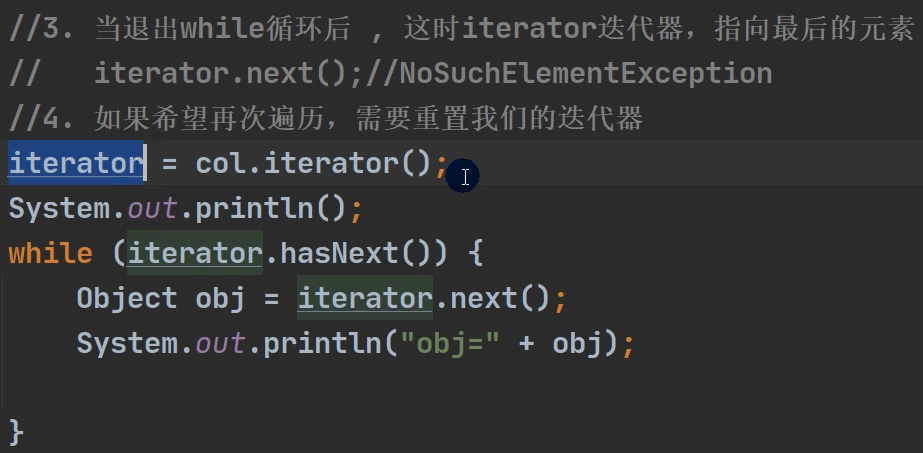 //3. 当退出while循环后 , 这时iterator迭代器，指向最后的元素
//   iterator.next();//NoSuchElementException
//4. 如果希望再次遍历，需要重置我们的迭代器
iterator = col.iterator();
System.out.println();
while (iterator.hasNext()) {
    Object obj = iterator.next();
    System.out.println("obj=" + obj);
}